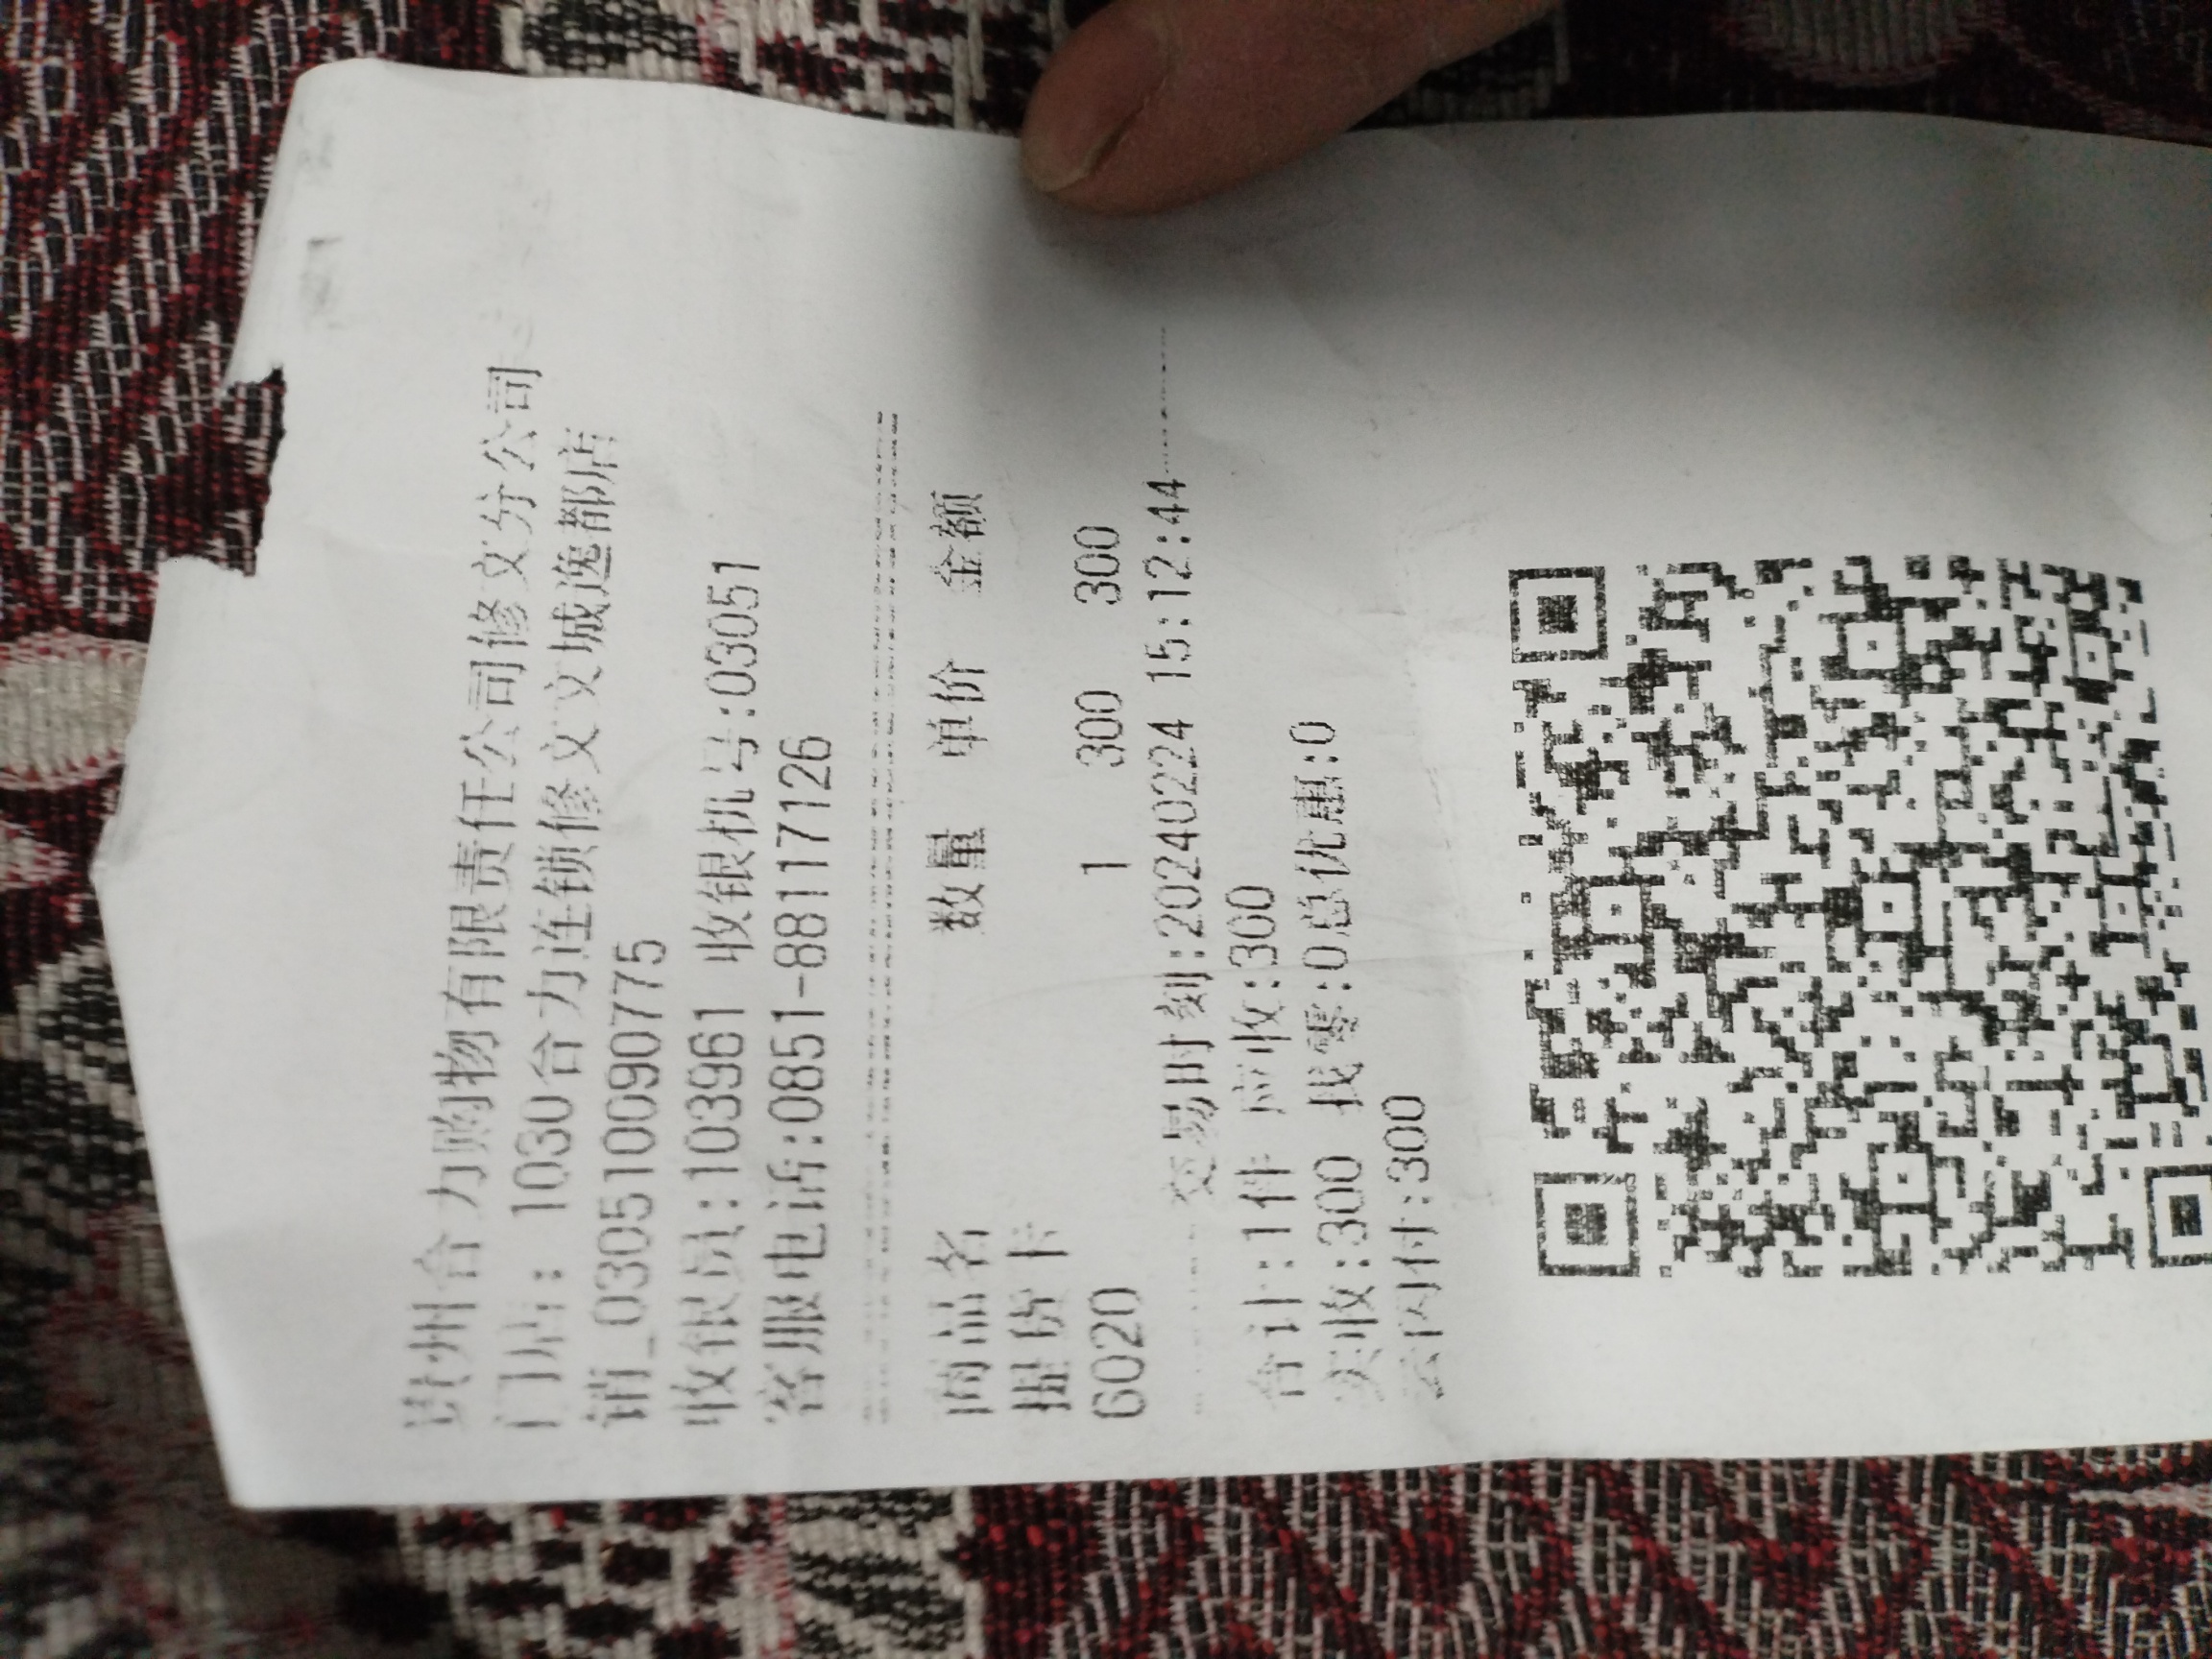 贵州合力购物有限责任公司修文分公司
门店: 1030合力连锁修文文城逸都店
销_030510090775
收银员:103961 收银机号:03051
客服电话:0851-88117126
商品名 数量 单价 金额
提货卡
6020 1 300 300
交易时刻:20240224 15:12:44
合计:1件 应收:300
实收:300 找零:0总优惠:0
云闪付:300